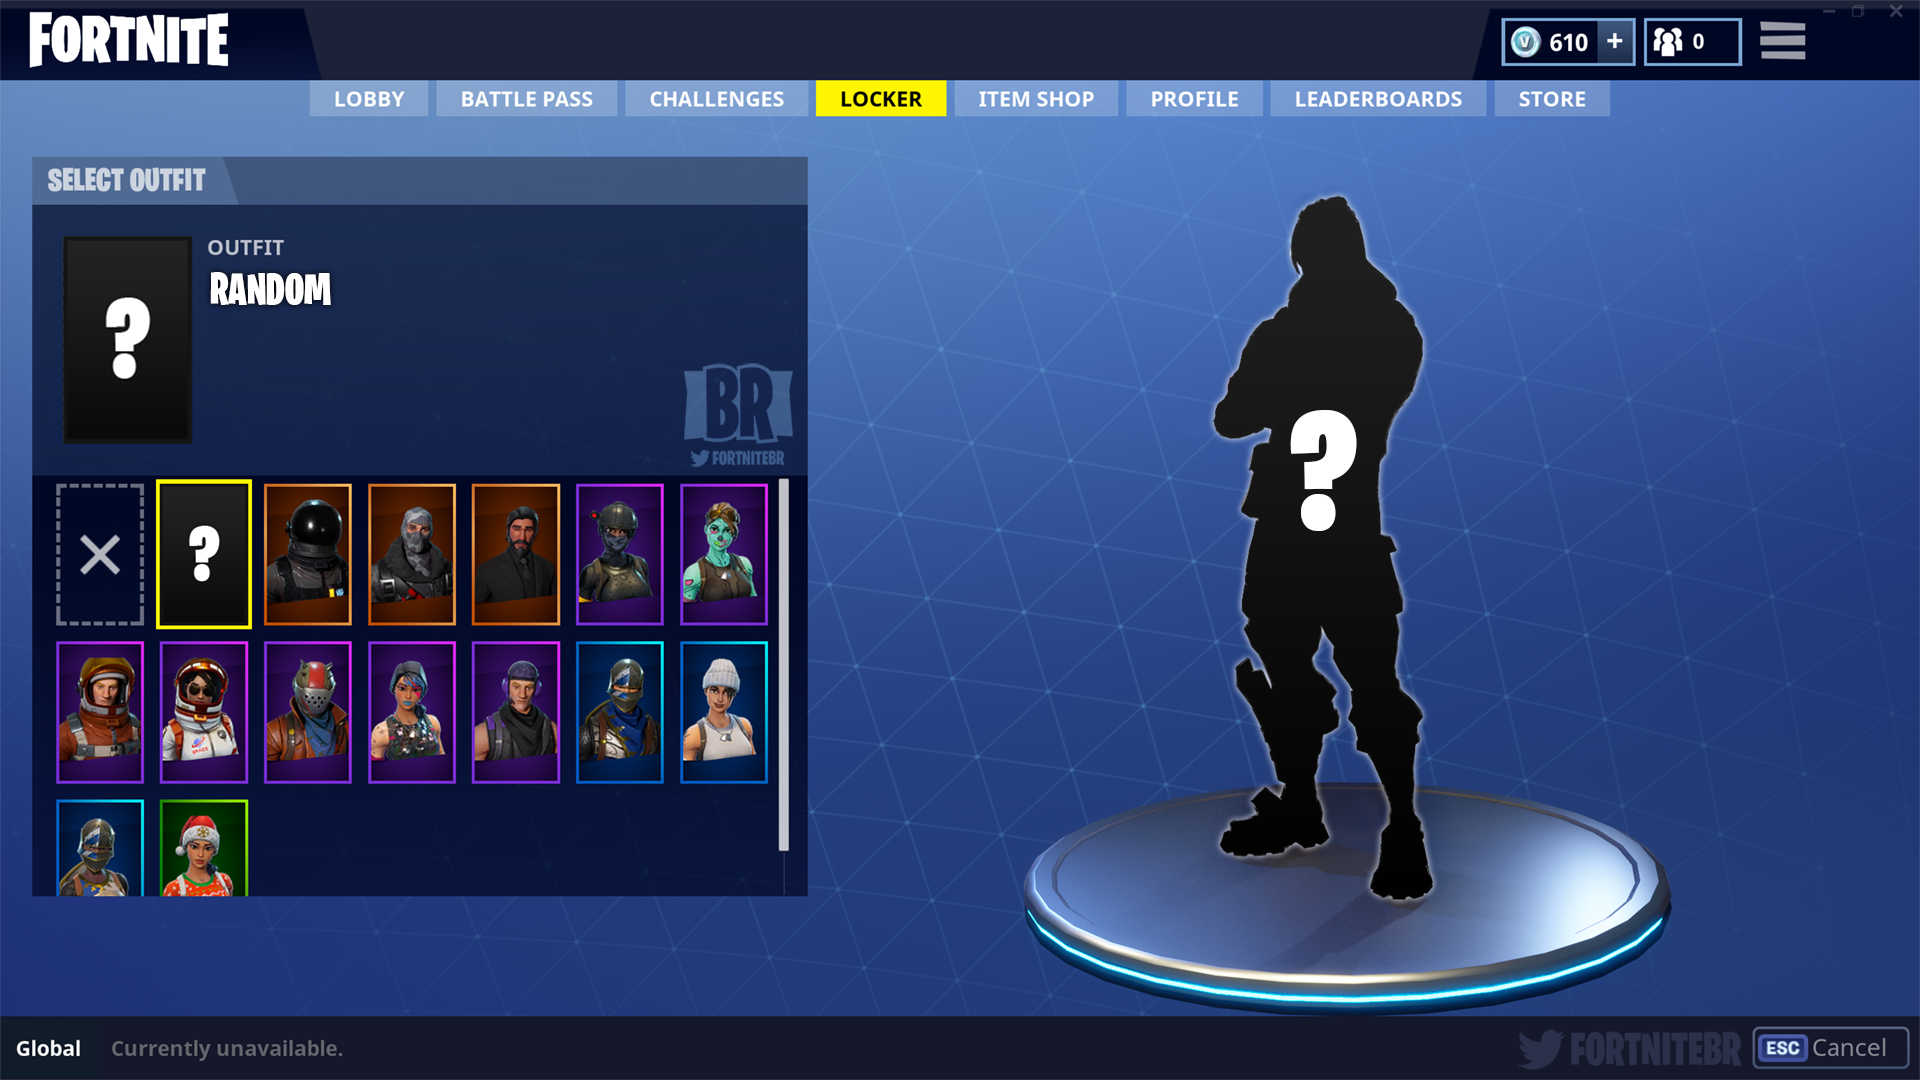 FORTNITE
610 +
0
LOBBY
BATTLE PASS
CHALLENGES
LOCKER
ITEM SHOP
PROFILE
LEADERBOARDS
STORE
SELECT OUTFIT
OUTFIT
RANDOM
?
BR
FORTNITEBR
?
?
SPACE
Global
Currently unavailable.
FORTNITEBR
ESC Cancel